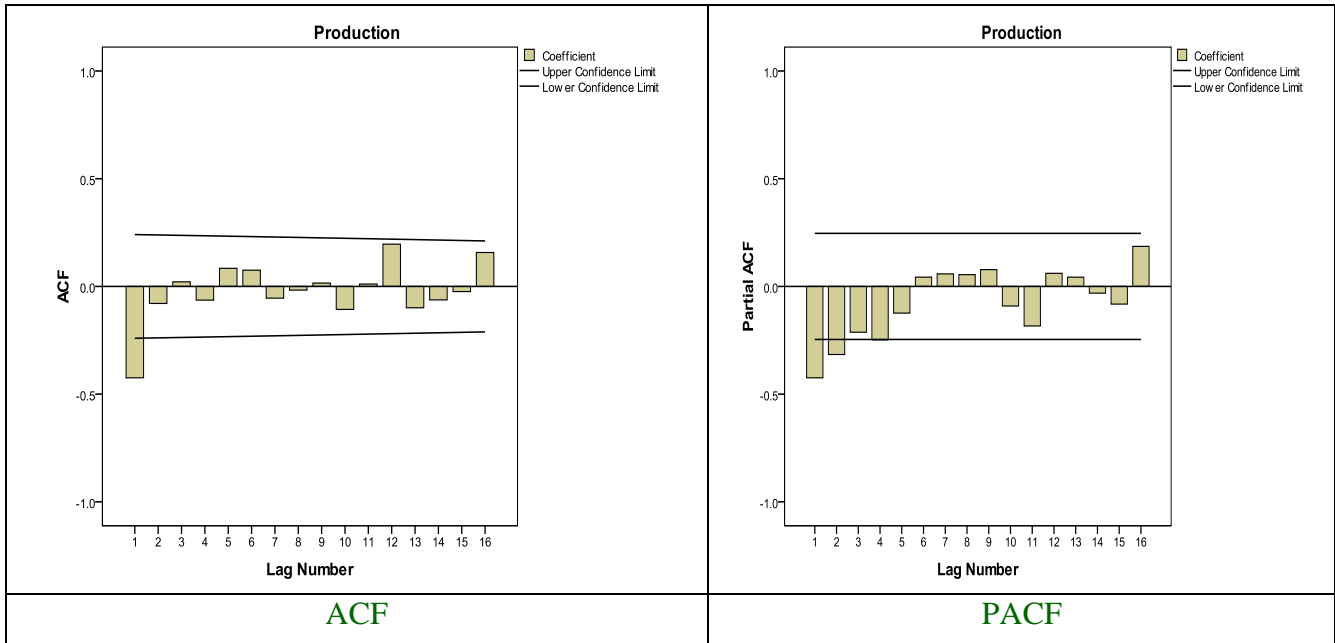 Production
Coefficient
Upper Confidence Limit
Lower Confidence Limit
1.0
0.5
0.0
-0.5
-1.0
ACF
1 2 3 4 5 6 7 8 9 10 11 12 13 14 15 16
Lag Number
ACF
Production
Coefficient
Upper Confidence Limit
Lower Confidence Limit
1.0
0.5
0.0
-0.5
-1.0
Partial ACF
1 2 3 4 5 6 7 8 9 10 11 12 13 14 15 16
Lag Number
PACF